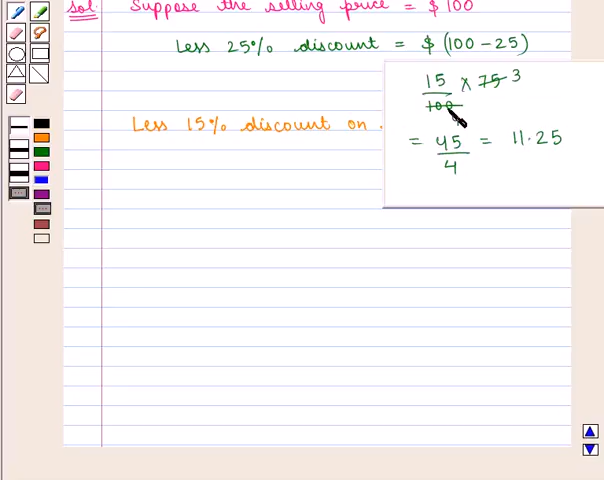 Sol. Suppose the selling price = $ 100
Less 25% discount = $ (100 - 25)
15/100 × 75 3
= 45/4 = 11.25
Less 15% discount on